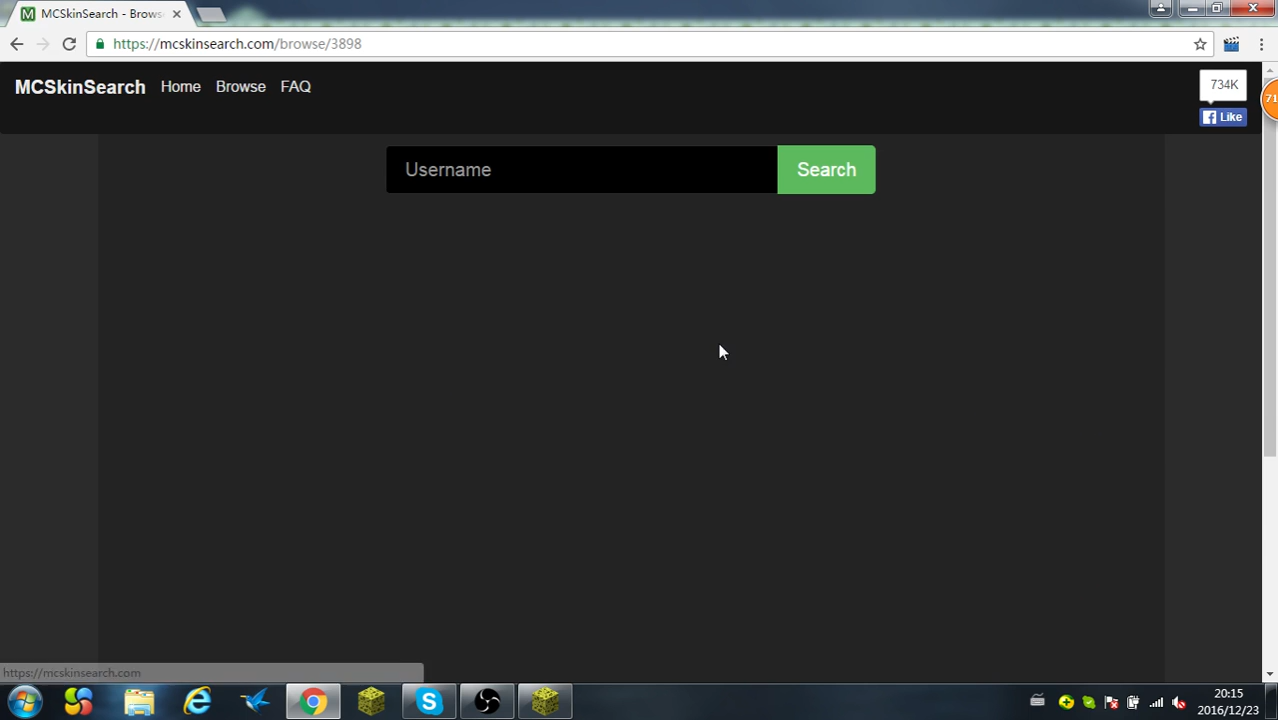 MCSkinSearch - Brows
https://mcskinsearch.com/browse/3898
MCSkinSearch Home Browse FAQ
734K
Like
71
Username
Search
https://mcskinsearch.com
20:15
2016/12/23